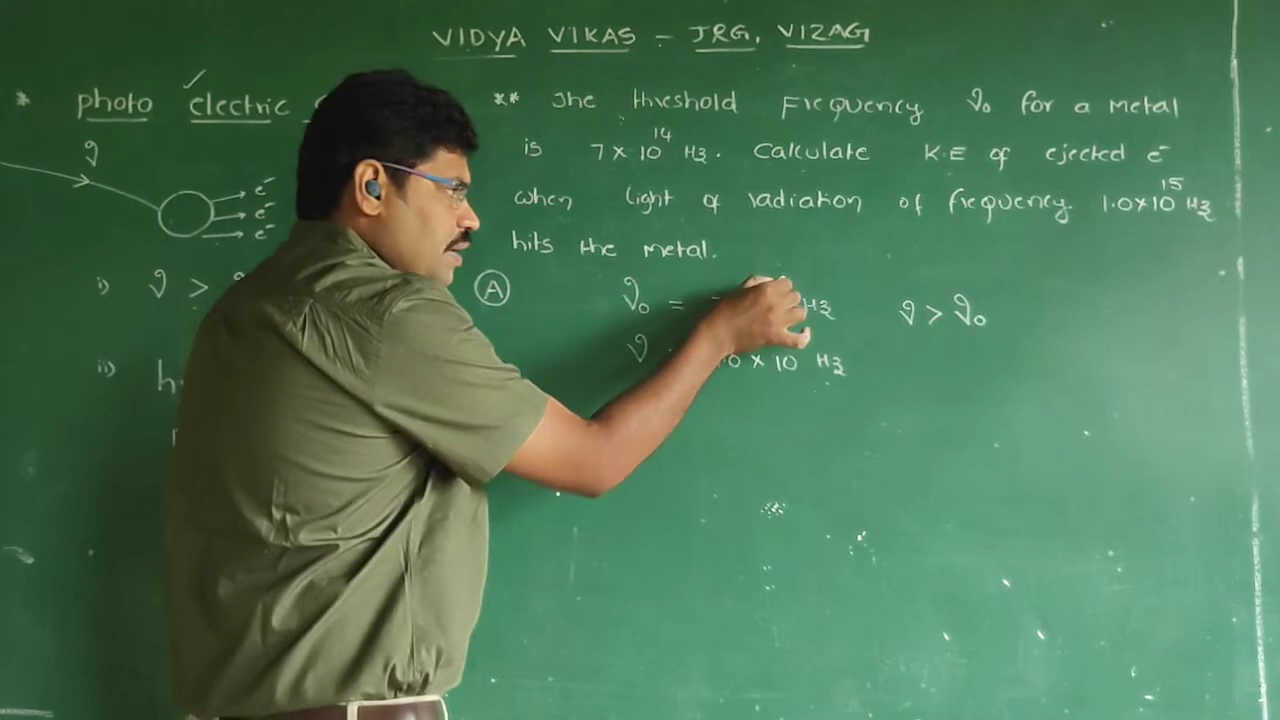 VIDYA VIKAS - JRG, VIZAG
* photo electric
ν
e⁻
e⁻
e⁻
i) ν >
ii) h
** The threshold Frequency ν₀ for a metal
is 7×10¹⁴ Hz. Calculate K.E of ejected e⁻
when light of radiation of frequency 1.0×10¹⁵ Hz
hits the metal.
A ν₀ = Hz ν > ν₀
ν .0 × 10 Hz